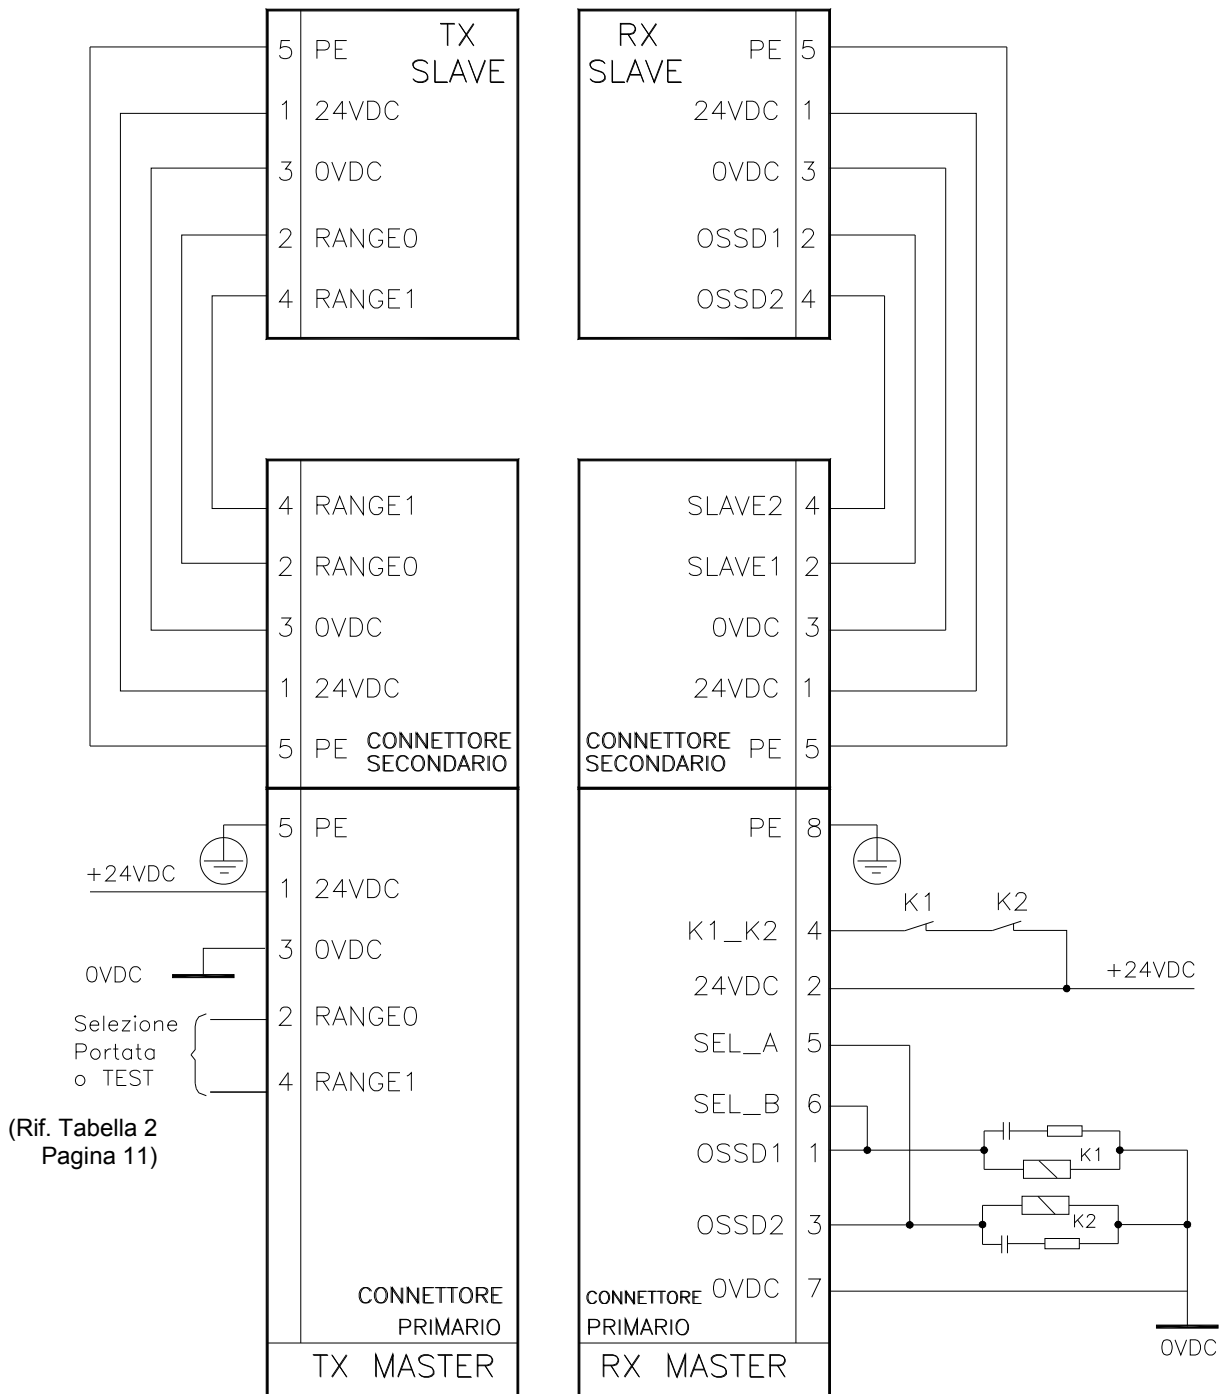 TX
SLAVE
5 PE
1 24VDC
3 0VDC
2 RANGE0
4 RANGE1
RX
SLAVE
PE 5
24VDC 1
0VDC 3
OSSD1 2
OSSD2 4
4 RANGE1
2 RANGE0
3 0VDC
1 24VDC
5 PE
CONNETTORE
SECONDARIO
SLAVE2 4
SLAVE1 2
0VDC 3
24VDC 1
PE 5
CONNETTORE
SECONDARIO
5 PE
+24VDC
1 24VDC
3 0VDC
0VDC
2 RANGE0
4 RANGE1
Selezione
Portata
o TEST
(Rif. Tabella 2
Pagina 11)
CONNETTORE
PRIMARIO
TX MASTER
PE 8
K1 K2
K1_K2 4
24VDC 2
+24VDC
SEL_A 5
SEL_B 6
OSSD1 1
K1
OSSD2 3
K2
0VDC 7
0VDC
CONNETTORE
PRIMARIO
RX MASTER